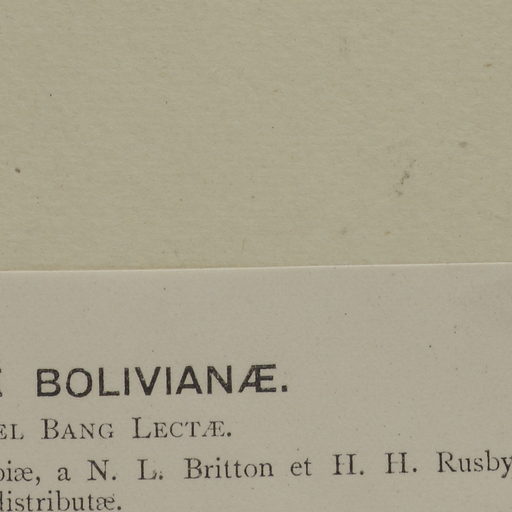 BOLIVIANÆ.
EL BANG LECTÆ.
biæ, a N. L. Britton et H. H. Rusby
distributæ.